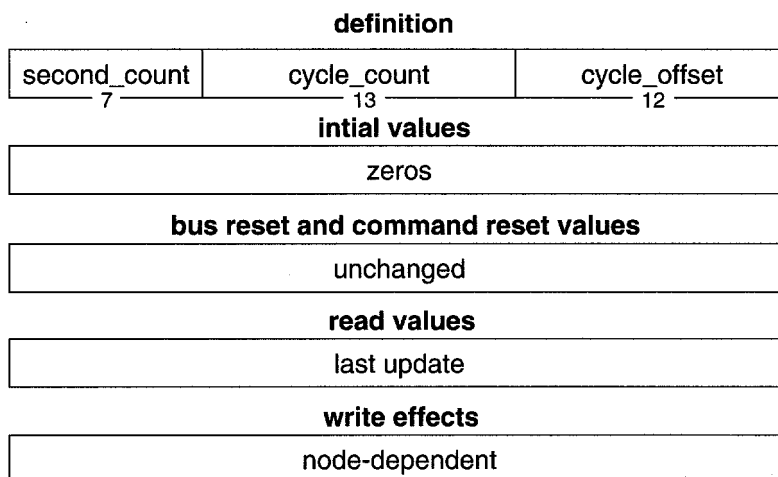 definition
second_count cycle_count cycle_offset
7 13 12
intial values
zeros
bus reset and command reset values
unchanged
read values
last update
write effects
node-dependent